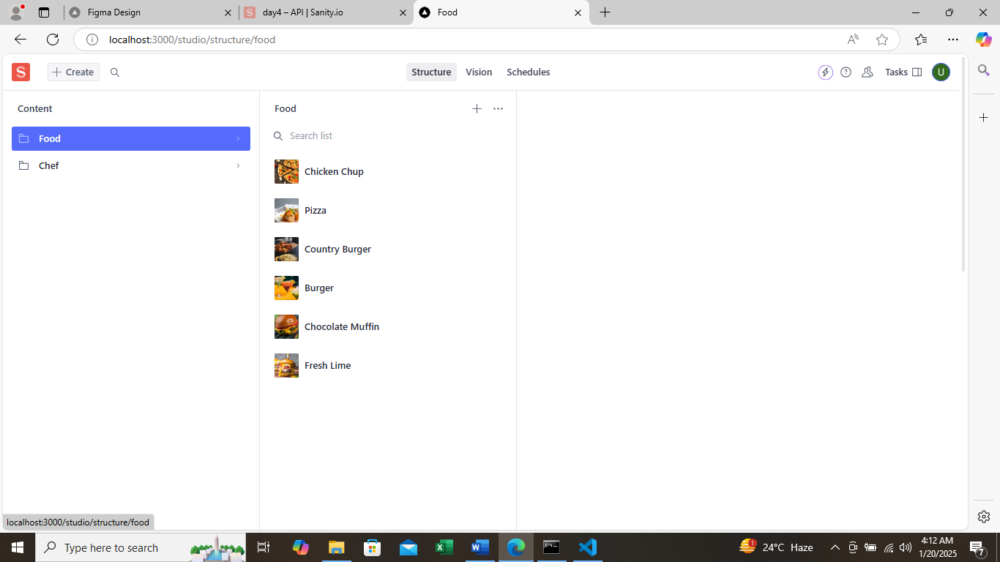 Figma Design
day4 – API | Sanity.io
Food
localhost:3000/studio/structure/food
S
Create
Structure
Vision
Schedules
Tasks
U
Content
Food
Chef
Food
Search list
Chicken Chup
Pizza
Country Burger
Burger
Chocolate Muffin
Fresh Lime
localhost:3000/studio/structure/food
Type here to search
1
24°C Haze
4:12 AM
1/20/2025
7